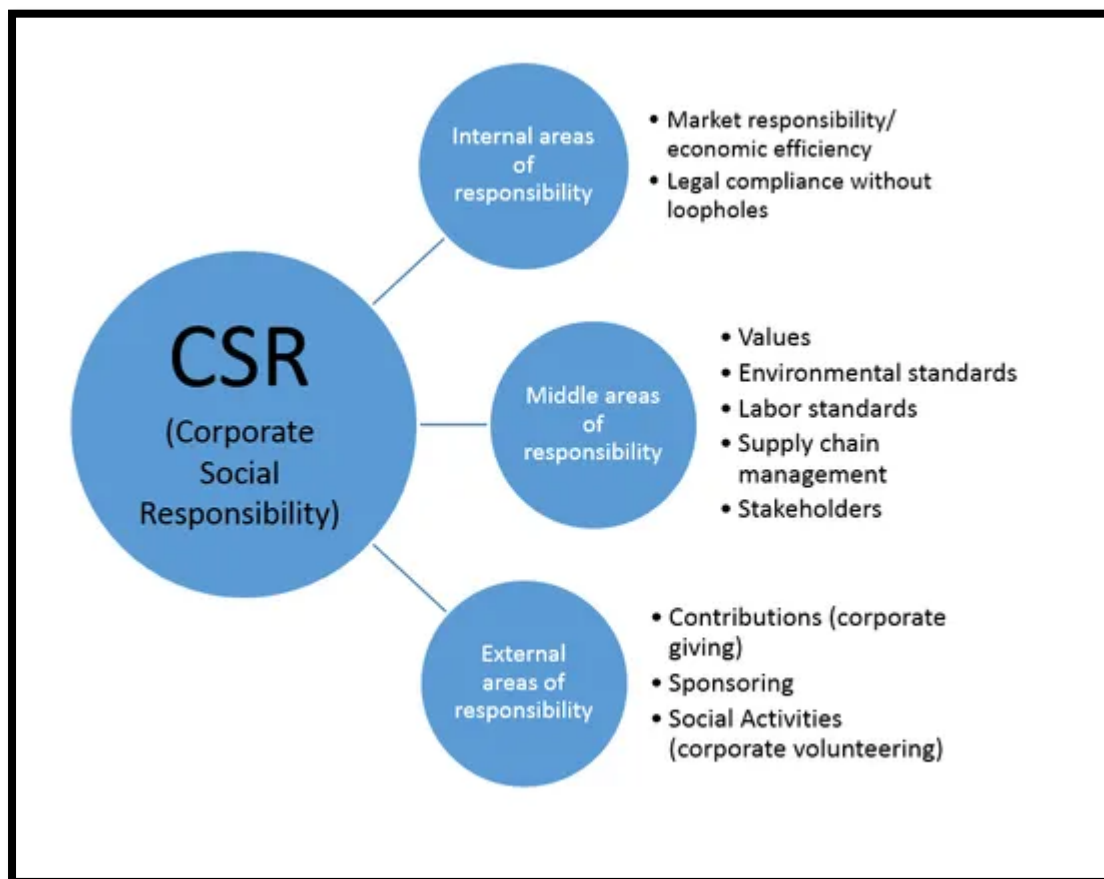 CSR
(Corporate
Social
Responsibility)
Internal areas
of
responsibility
• Market responsibility/
economic efficiency
• Legal compliance without
loopholes
Middle areas
of
responsibility
• Values
• Environmental standards
• Labor standards
• Supply chain
management
• Stakeholders
External
areas of
responsibility
• Contributions (corporate
giving)
• Sponsoring
• Social Activities
(corporate volunteering)